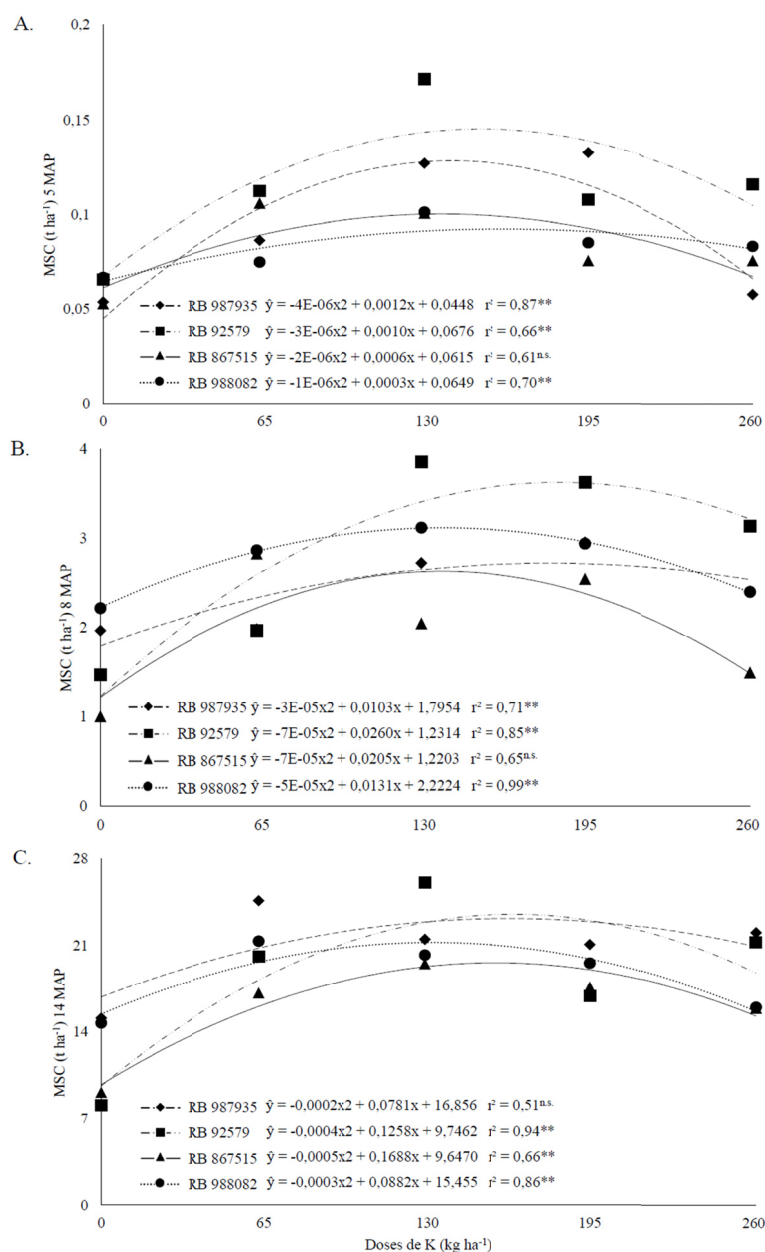 A.
0,2
0,15
0,1
0,05
0
MSC (t ha-1) 5 MAP
RB 987935 ŷ = -4E-06x2 + 0,0012x + 0,0448 r² = 0,87**
RB 92579 ŷ = -3E-06x2 + 0,0010x + 0,0676 r² = 0,66**
RB 867515 ŷ = -2E-06x2 + 0,0006x + 0,0615 r² = 0,61n.s.
RB 988082 ŷ = -1E-06x2 + 0,0003x + 0,0649 r² = 0,70**
0 65 130 195 260
B.
4
3
2
1
0
MSC (t ha-1) 8 MAP
RB 987935 ŷ = -3E-05x2 + 0,0103x + 1,7954 r² = 0,71**
RB 92579 ŷ = -7E-05x2 + 0,0260x + 1,2314 r² = 0,85**
RB 867515 ŷ = -7E-05x2 + 0,0205x + 1,2203 r² = 0,65n.s.
RB 988082 ŷ = -5E-05x2 + 0,0131x + 2,2224 r² = 0,99**
0 65 130 195 260
C.
28
21
14
7
0
MSC (t ha-1) 14 MAP
RB 987935 ŷ = -0,0002x2 + 0,0781x + 16,856 r² = 0,51n.s.
RB 92579 ŷ = -0,0004x2 + 0,1258x + 9,7462 r² = 0,94**
RB 867515 ŷ = -0,0005x2 + 0,1688x + 9,6470 r² = 0,66**
RB 988082 ŷ = -0,0003x2 + 0,0882x + 15,455 r² = 0,86**
0 65 130 195 260
Doses de K (kg ha-1)